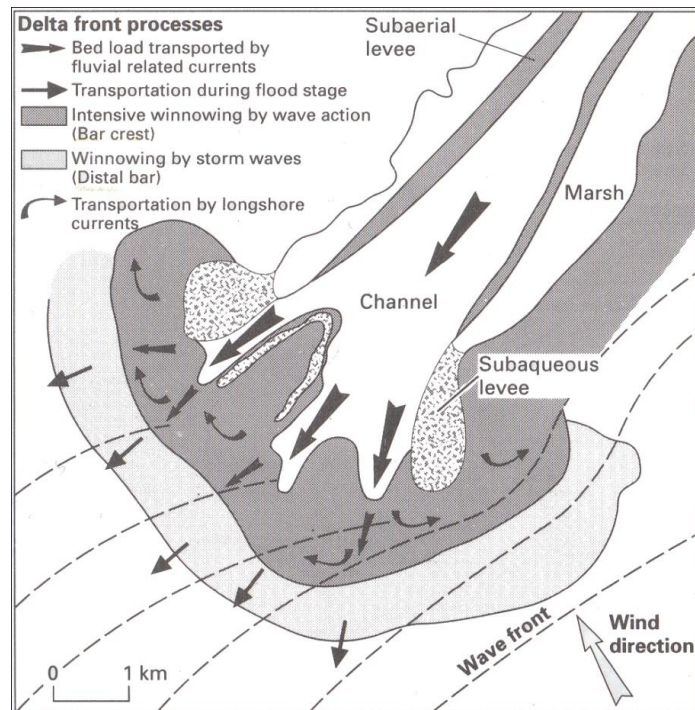 Delta front processes
Bed load transported by
fluvial related currents
Transportation during flood stage
Intensive winnowing by wave action
(Bar crest)
Winnowing by storm waves
(Distal bar)
Transportation by longshore
currents
Subaerial
levee
Marsh
Channel
Subaqueous
levee
Wave front
Wind
direction
0 1 km